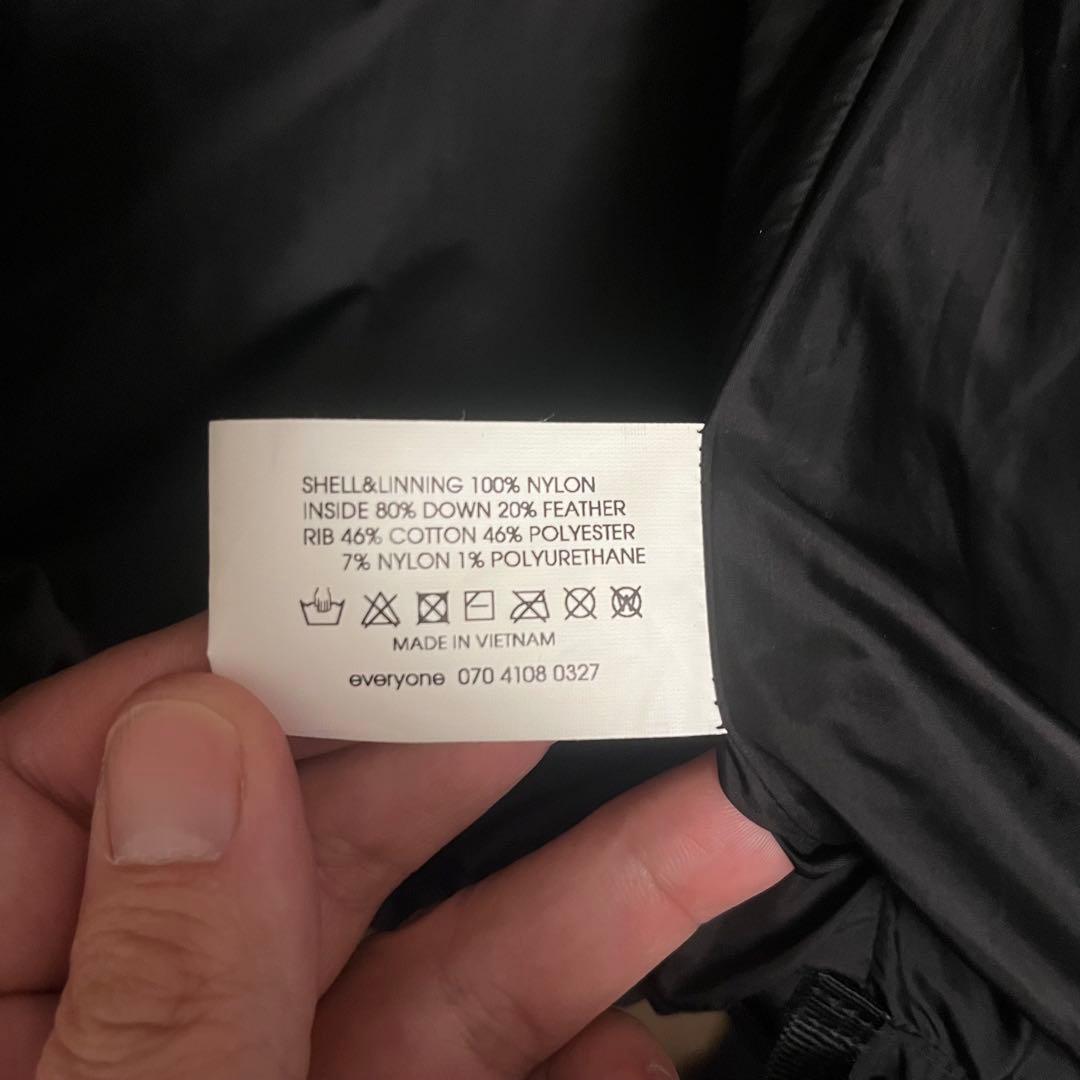 SHELL&LINNING 100% NYLON
INSIDE 80% DOWN 20% FEATHER
RIB 46% COTTON 46% POLYESTER
7% NYLON 1% POLYURETHANE
MADE IN VIETNAM
everyone 070 4108 0327